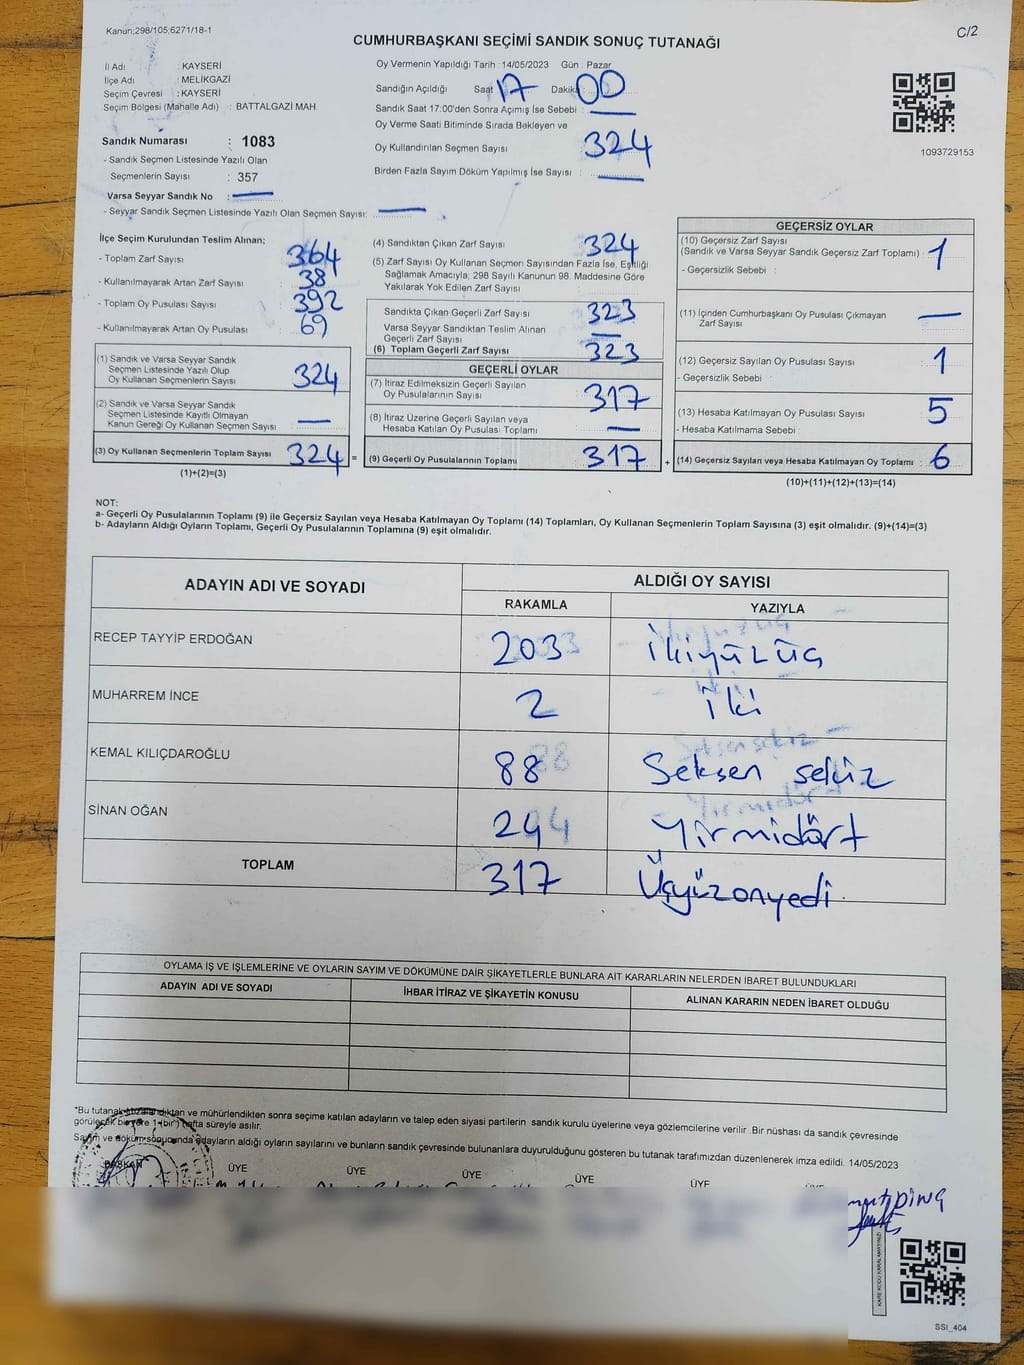 Kanun;298/105;6271/18-1
C/2
CUMHURBAŞKANI SEÇİMİ SANDIK SONUÇ TUTANAĞI
İl Adı : KAYSERİ
İlçe Adı : MELİKGAZİ
Seçim Çevresi : KAYSERİ
Seçim Bölgesi (Mahalle Adı) : BATTALGAZİ MAH.
Sandık Numarası : 1083
- Sandık Seçmen Listesinde Yazılı Olan
Seçmenlerin Sayısı : 357
Varsa Seyyar Sandık No : —
- Seyyar Sandık Seçmen Listesinde Yazılı Olan Seçmen Sayısı: —
Oy Vermenin Yapıldığı Tarih : 14/05/2023 Gün : Pazar
Sandığın Açıldığı Saat 17 Dakika 00
Sandık Saat 17:00'den Sonra Açımış İse Sebebi : —
Oy Verme Saati Bitiminde Sırada Bekleyen ve
Oy Kullandırılan Seçmen Sayısı : 324
Birden Fazla Sayım Döküm Yapılmış İse Sayısı : —
1093729153
İlçe Seçim Kurulundan Teslim Alınan;
- Toplam Zarf Sayısı : 364
- Kullanılmayarak Artan Zarf Sayısı : 38
- Toplam Oy Pusulası Sayısı : 392
- Kullanılmayarak Artan Oy Pusulası : 69
(1) Sandık ve Varsa Seyyar Sandık
Seçmen Listesinde Yazılı Olup
Oy Kullanan Seçmenlerin Sayısı : 324
(2) Sandık ve Varsa Seyyar Sandık
Seçmen Listesinde Kayıtlı Olmayan
Kanun Gereği Oy Kullanan Seçmen Sayısı : —
(3) Oy Kullanan Seçmenlerin Toplam Sayısı : 324 =
(1)+(2)=(3)
(4) Sandıktan Çıkan Zarf Sayısı : 324
(5) Zarf Sayısı Oy Kullanan Seçmen Sayısından Fazla İse, Eşitliği
Sağlamak Amacıyla; 298 Sayılı Kanunun 98. Maddesine Göre
Yakılarak Yok Edilen Zarf Sayısı :
Sandıkta Çıkan Geçerli Zarf Sayısı : 323
Varsa Seyyar Sandıktan Teslim Alınan
Geçerli Zarf Sayısı : —
(6) Toplam Geçerli Zarf Sayısı : 323
GEÇERLİ OYLAR
(7) İtiraz Edilmeksizin Geçerli Sayılan
Oy Pusulalarının Sayısı : 317
(8) İtiraz Üzerine Geçerli Sayılan veya
Hesaba Katılan Oy Pusulası Toplamı : —
(9) Geçerli Oy Pusulalarının Toplamı : 317 +
GEÇERSİZ OYLAR
(10) Geçersiz Zarf Sayısı
(Sandık ve Varsa Seyyar Sandık Geçersiz Zarf Toplamı) : 1
- Geçersizlik Sebebi :
(11) İçinden Cumhurbaşkanı Oy Pusulası Çıkmayan
Zarf Sayısı : —
(12) Geçersiz Sayılan Oy Pusulası Sayısı : 1
- Geçersizlik Sebebi :
(13) Hesaba Katılmayan Oy Pusulası Sayısı : 5
- Hesaba Katılmama Sebebi :
(14) Geçersiz Sayılan veya Hesaba Katılmayan Oy Toplamı : 6
(10)+(11)+(12)+(13)=(14)
NOT:
a- Geçerli Oy Pusulalarının Toplamı (9) ile Geçersiz Sayılan veya Hesaba Katılmayan Oy Toplamı (14) Toplamları, Oy Kullanan Seçmenlerin Toplam Sayısına (3) eşit olmalıdır. (9)+(14)=(3)
b- Adayların Aldığı Oyların Toplamı, Geçerli Oy Pusulalarının Toplamına (9) eşit olmalıdır.
ADAYIN ADI VE SOYADI ALDIĞI OY SAYISI
RAKAMLA YAZIYLA
RECEP TAYYİP ERDOĞAN 203 İkiyüzüç
MUHARREM İNCE 2 İki
KEMAL KILIÇDAROĞLU 88 Seksen sekiz
SİNAN OĞAN 24 Yirmidört
TOPLAM 317 Üçyüzonyedi
OYLAMA İŞ VE İŞLEMLERİNE VE OYLARIN SAYIM VE DÖKÜMÜNE DAİR ŞİKAYETLERLE BUNLARA AİT KARARLARIN NELERDEN İBARET BULUNDUKLARI
ADAYIN ADI VE SOYADI İHBAR İTİRAZ VE ŞİKAYETİN KONUSU ALINAN KARARIN NEDEN İBARET OLDUĞU
*Bu tutanak imzalandıktan ve mühürlendikten sonra seçime katılan adayların ve talep eden siyasi partilerin sandık kurulu üyelerine veya gözlemcilerine verilir .Bir nüshası da sandık çevresinde
görülecek bir yere 1 (bir) hafta süreyle asılır.
Sayım ve döküm sonucunda adayların aldığı oyların sayılarını ve bunların sandık çevresinde bulunanlara duyurulduğunu gösteren bu tutanak tarafımızdan düzenlenerek imza edildi. 14/05/2023
BAŞKAN ÜYE ÜYE ÜYE ÜYE ÜYE ÜYE
KARE KODU KARALAMAYINIZ!
SSİ_404